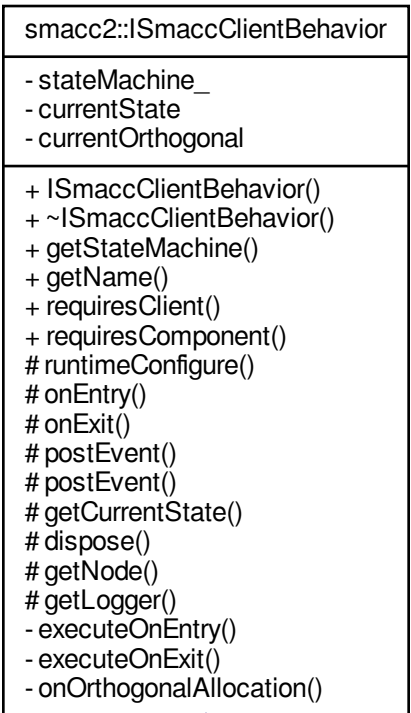 smacc2::ISmaccClientBehavior
- stateMachine_
- currentState
- currentOrthogonal
+ ISmaccClientBehavior()
+ ~ISmaccClientBehavior()
+ getStateMachine()
+ getName()
+ requiresClient()
+ requiresComponent()
# runtimeConfigure()
# onEntry()
# onExit()
# postEvent()
# postEvent()
# getCurrentState()
# dispose()
# getNode()
# getLogger()
- executeOnEntry()
- executeOnExit()
- onOrthogonalAllocation()